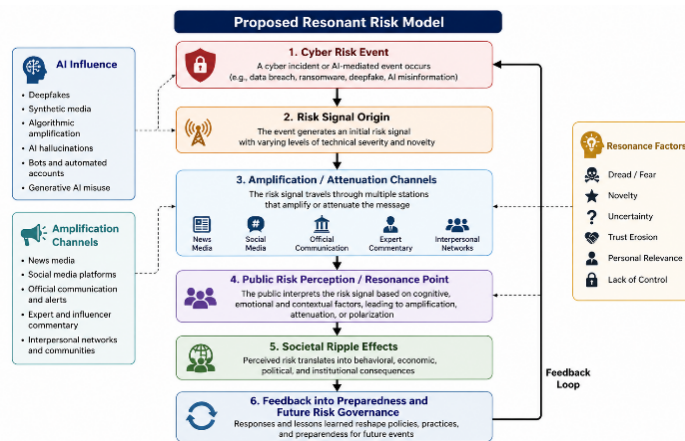 Proposed Resonant Risk Model
AI Influence
• Deepfakes
• Synthetic media
• Algorithmic
amplification
• AI hallucinations
• Bots and automated
accounts
• Generative AI misuse
Amplification
Channels
• News media
• Social media platforms
• Official communication
and alerts
• Expert and influencer
commentary
• Interpersonal networks
and communities
1. Cyber Risk Event
A cyber incident or AI-mediated event occurs
(e.g., data breach, ransomware, deepfake, AI misinformation)
2. Risk Signal Origin
The event generates an initial risk signal
with varying levels of technical severity and novelty
3. Amplification / Attenuation Channels
The risk signal travels through multiple stations
that amplify or attenuate the message
News
Media
Social
Media
Official
Communication
Expert
Commentary
Interpersonal
Networks
4. Public Risk Perception / Resonance Point
The public interprets the risk signal based on cognitive,
emotional and contextual factors, leading to amplification,
attenuation, or polarization
5. Societal Ripple Effects
Perceived risk translates into behavioral, economic,
political, and institutional consequences
6. Feedback into Preparedness and
Future Risk Governance
Responses and lessons learned reshape policies, practices,
and preparedness for future events
Resonance Factors
Dread / Fear
Novelty
Uncertainty
Trust Erosion
Personal Relevance
Lack of Control
Feedback
Loop